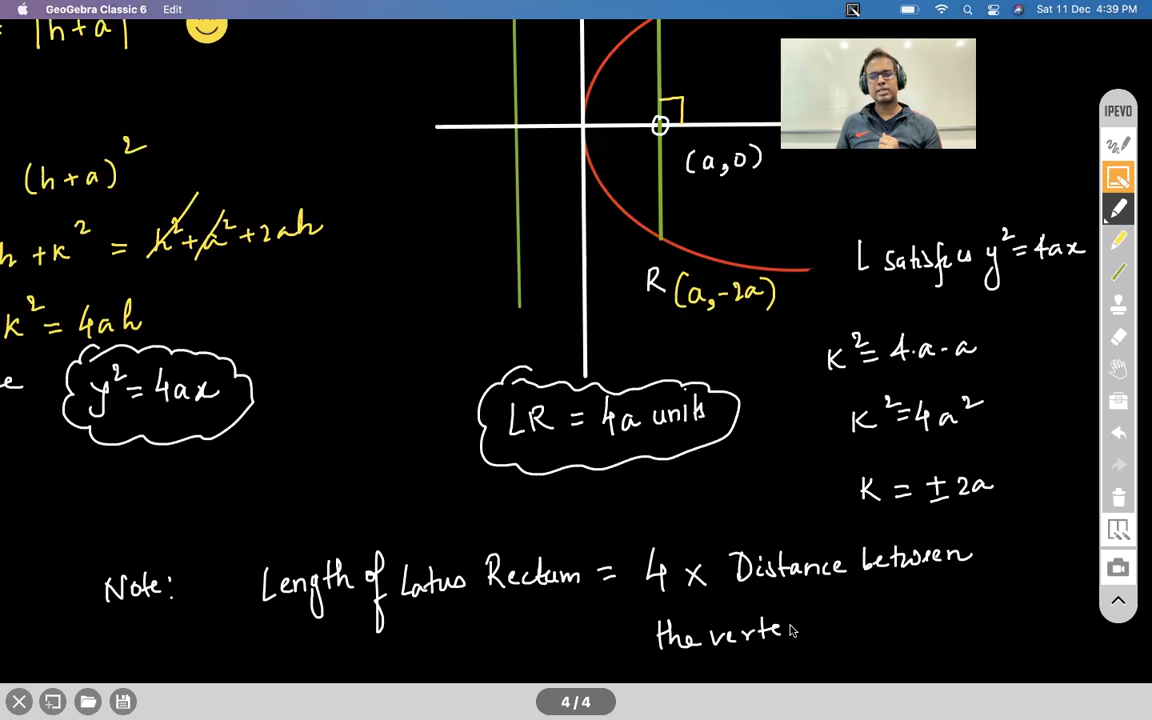 GeoGebra Classic 6 Edit Sat 11 Dec 4:39 PM
= |h+a|
IPEVO
(h+a)²
(a,0)
h + k² = h² + a² + 2ah
L satisfies y² = 4ax
R (a,-2a)
k² = 4ah
k² = 4·a·a
y² = 4ax
LR = 4a units
k² = 4a²
k = ± 2a
Note: Length of Latus Rectum = 4 x Distance between
the verte
4 / 4